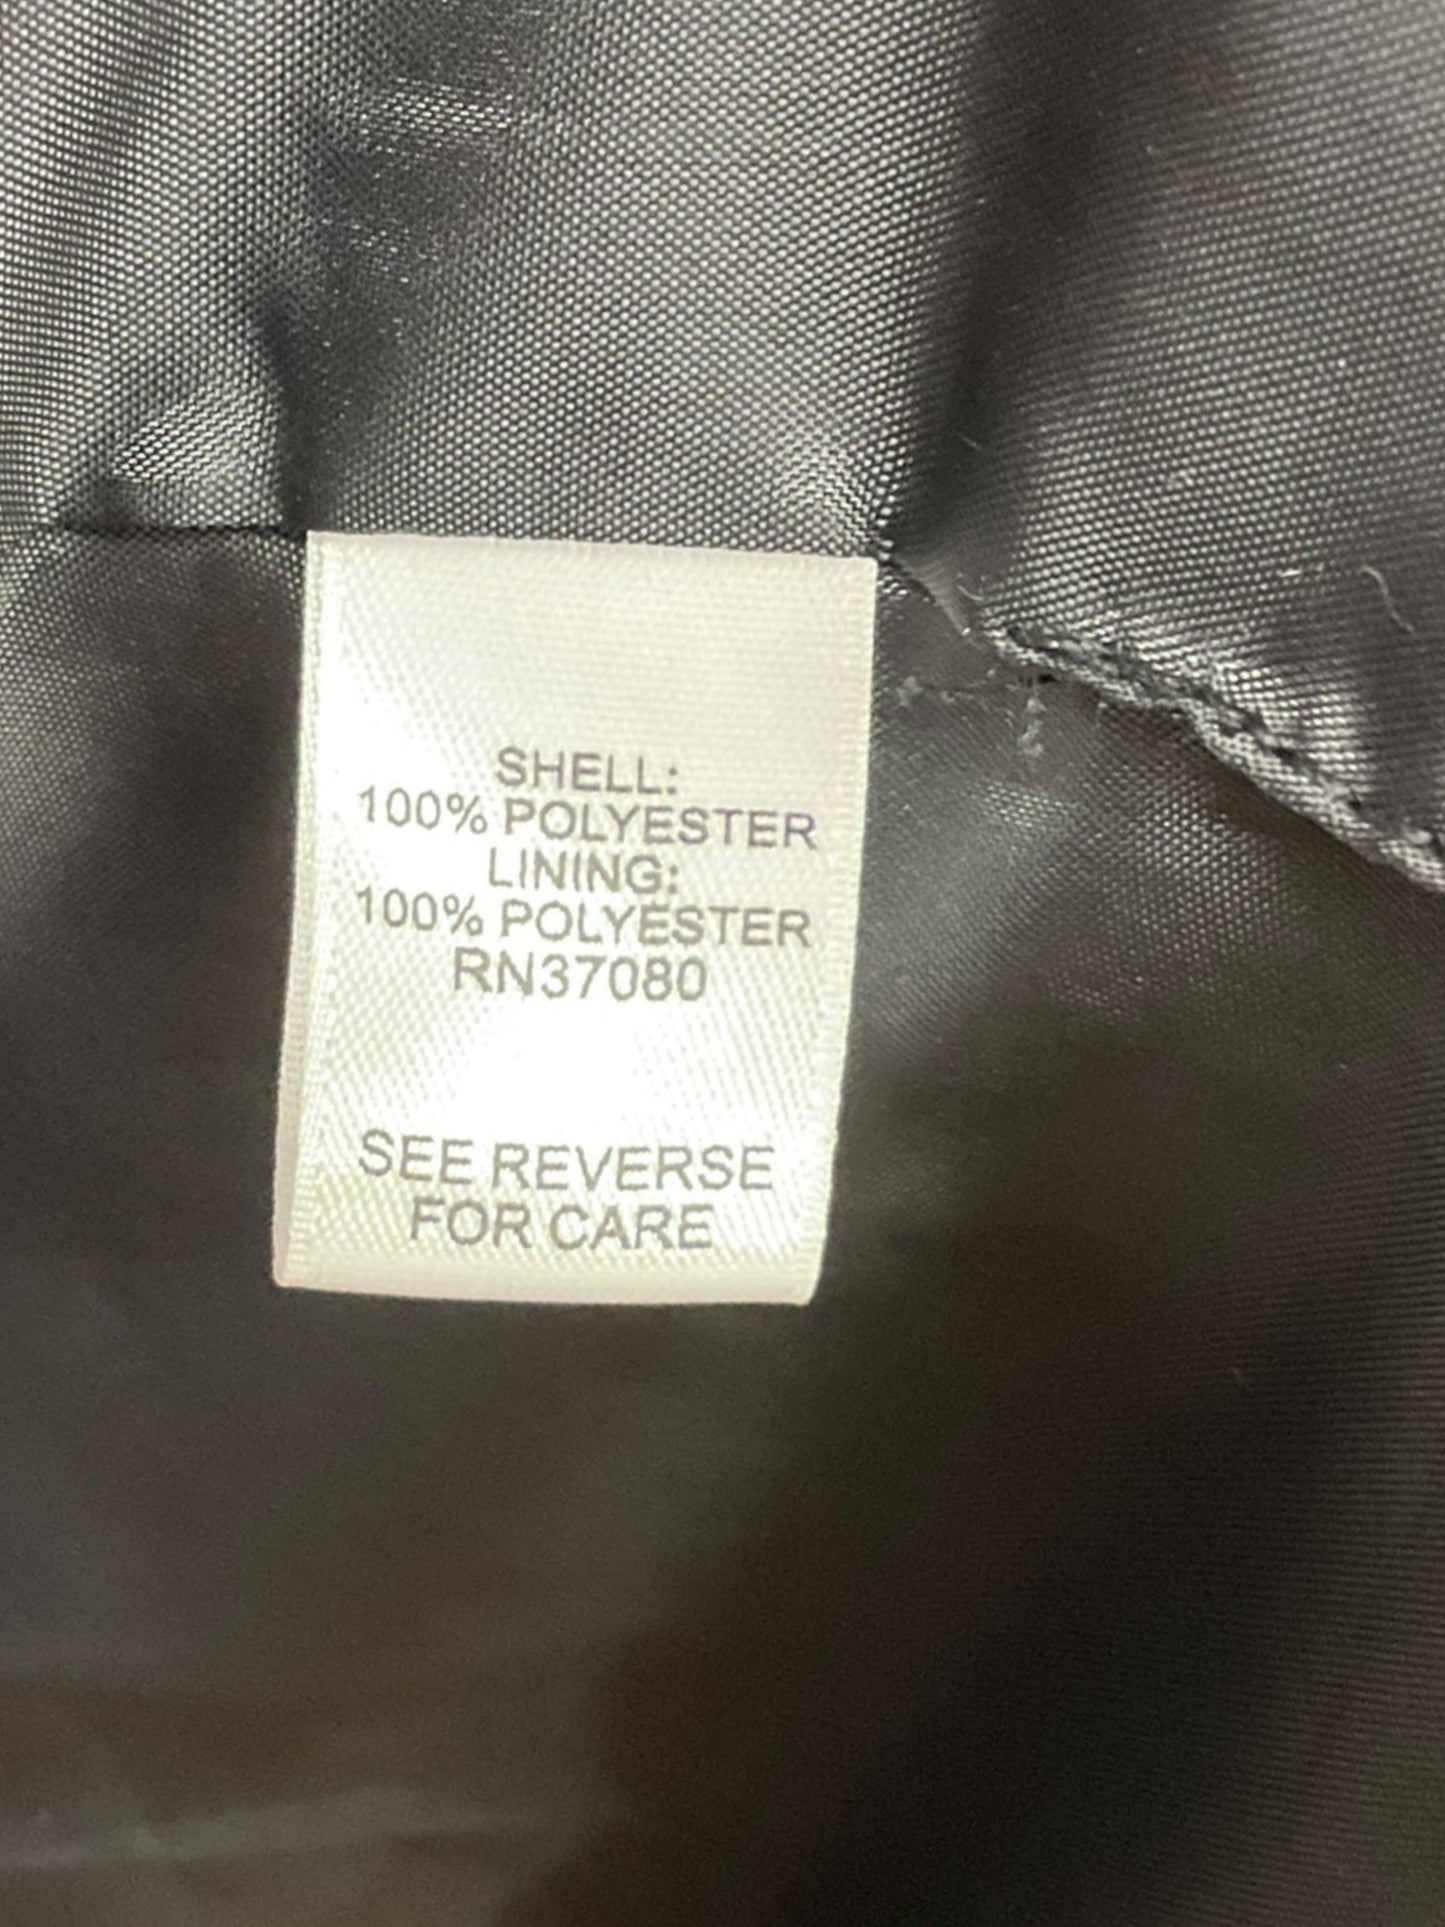 SHELL:
100% POLYESTER
LINING:
100% POLYESTER
RN37080
SEE REVERSE
FOR CARE